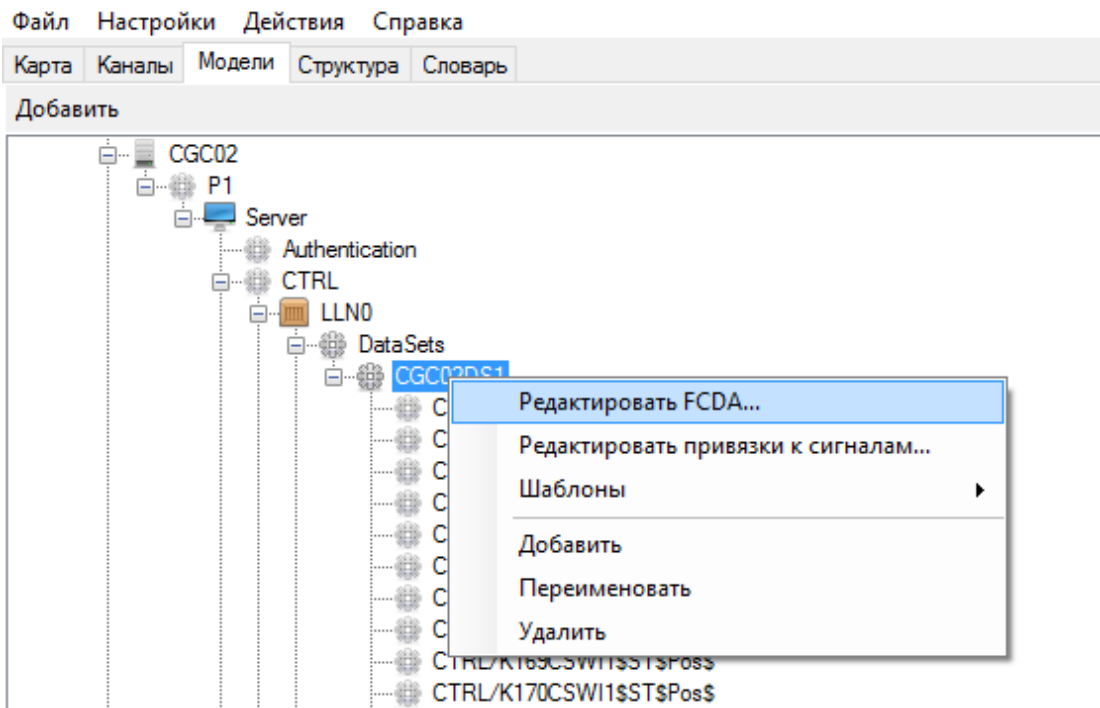 Файл Настройки Действия Справка
Карта Каналы Модели Структура Словарь
Добавить
CGC02
P1
Server
Authentication
CTRL
LLN0
DataSets
CGC02DS1
C Редактировать FCDA...
C
C Редактировать привязки к сигналам...
C Шаблоны
C Добавить
C
C Переименовать
C Удалить
CTRL/K169CSWI1$ST$Pos$
CTRL/K170CSWI1$ST$Pos$